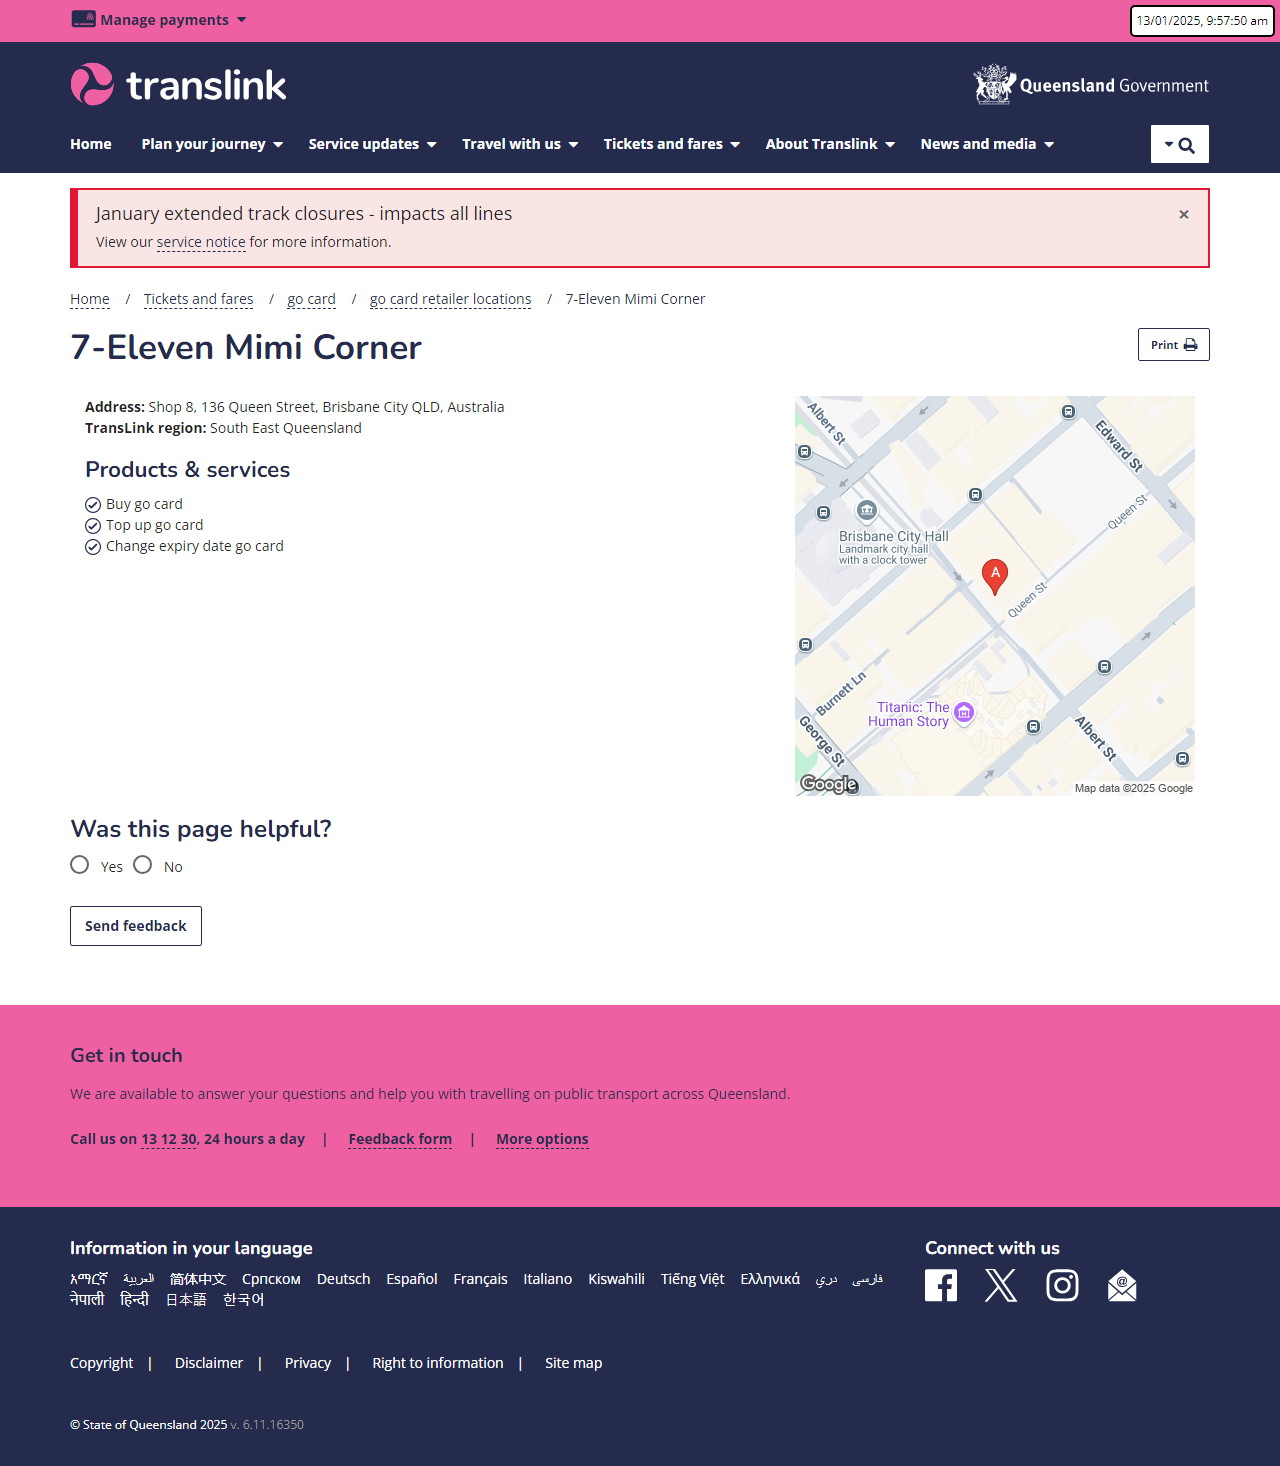 Manage payments
13/01/2025, 9:57:50 am
translink
Queensland Government
Home Plan your journey Service updates Travel with us Tickets and fares About Translink News and media
January extended track closures - impacts all lines ×
View our service notice for more information.
Home / Tickets and fares / go card / go card retailer locations / 7-Eleven Mimi Corner
7-Eleven Mimi Corner
Print
Address: Shop 8, 136 Queen Street, Brisbane City QLD, Australia
TransLink region: South East Queensland
Products & services
Buy go card
Top up go card
Change expiry date go card
Albert St
Edward St
Queen St
Brisbane City Hall
Landmark city hall
with a clock tower
A
Queen St
Burnett Ln
Titanic: The
Human Story
George St
Albert St
Google
Map data ©2025 Google
Was this page helpful?
Yes No
Send feedback
Get in touch
We are available to answer your questions and help you with travelling on public transport across Queensland.
Call us on 13 12 30, 24 hours a day | Feedback form | More options
Information in your language
አማርኛ العربية 简体中文 Српском Deutsch Español Français Italiano Kiswahili Tiếng Việt Ελληνικά دري فارسی
नेपाली हिन्दी 日本語 한국어
Connect with us
@
Copyright | Disclaimer | Privacy | Right to information | Site map
© State of Queensland 2025 v. 6.11.16350